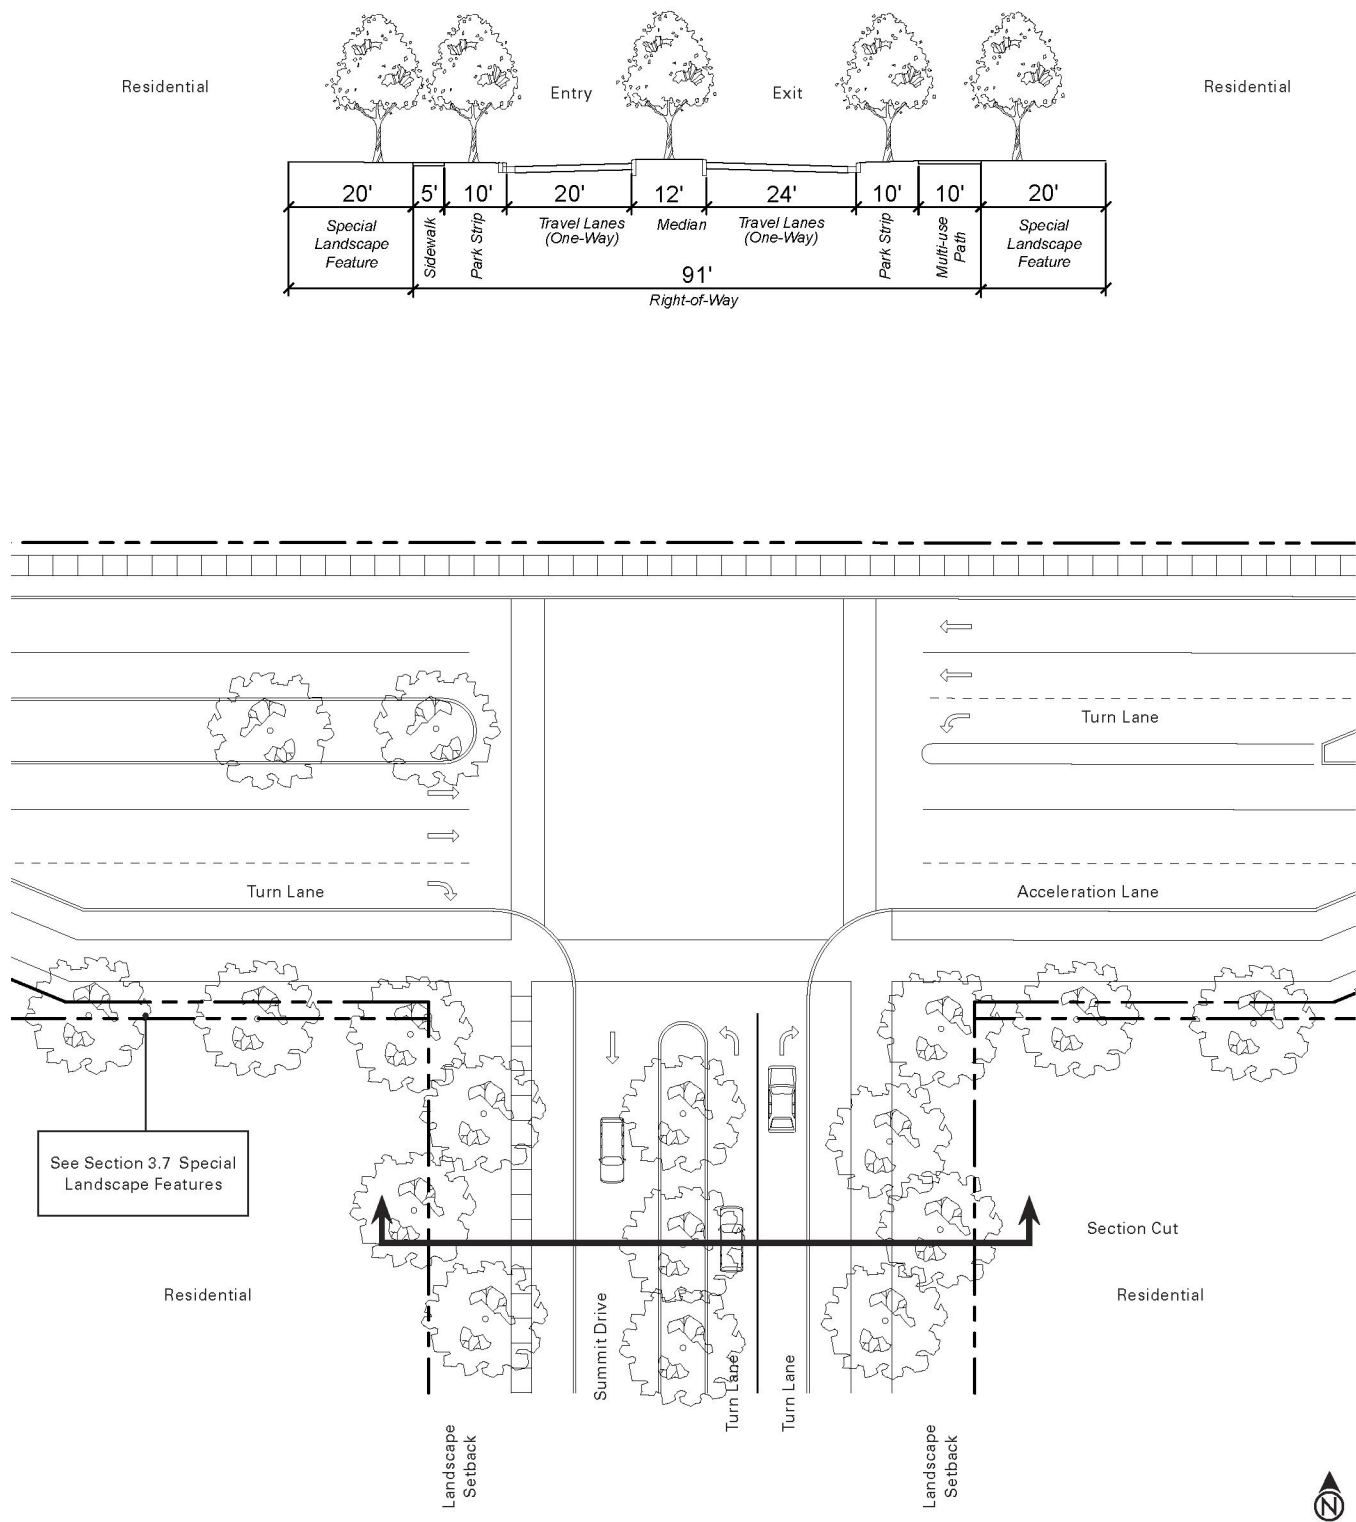 Residential
Entry
Exit
Residential
20'
5'
10'
20'
12'
24'
10'
10'
20'
Special
Landscape
Feature
Sidewalk
Park Strip
Travel Lanes
(One-Way)
Median
Travel Lanes
(One-Way)
Park Strip
Multi-use
Path
Special
Landscape
Feature
91'
Right-of-Way
Turn Lane
Turn Lane
Acceleration Lane
See Section 3.7 Special
Landscape Features
Section Cut
Residential
Residential
Summit Drive
Turn Lane
Turn Lane
Landscape
Setback
Landscape
Setback
N